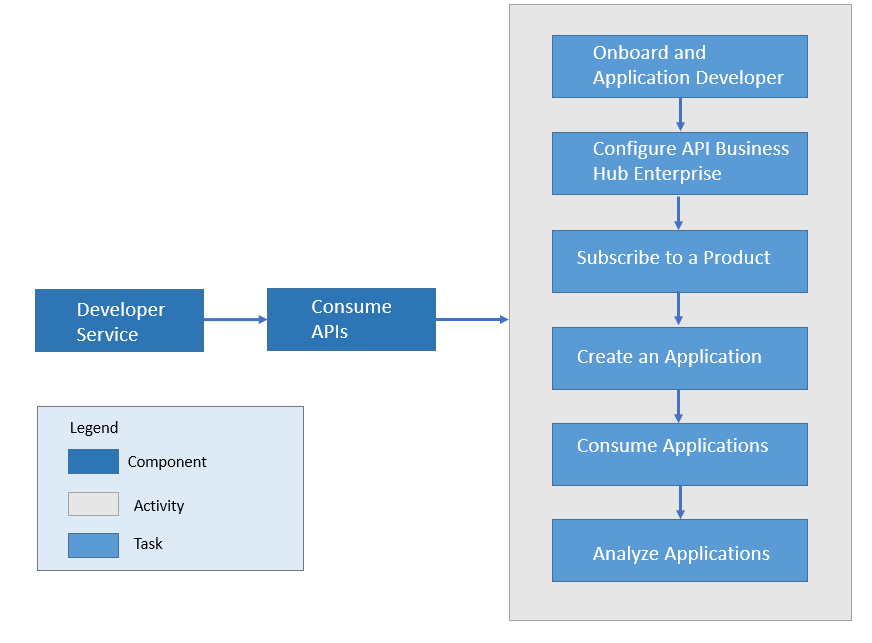 Onboard and
Application Developer
Configure API Business
Hub Enterprise
Subscribe to a Product
Developer
Service
Consume
APIs
Create an Application
Consume Applications
Analyze Applications
Legend
Component
Activity
Task